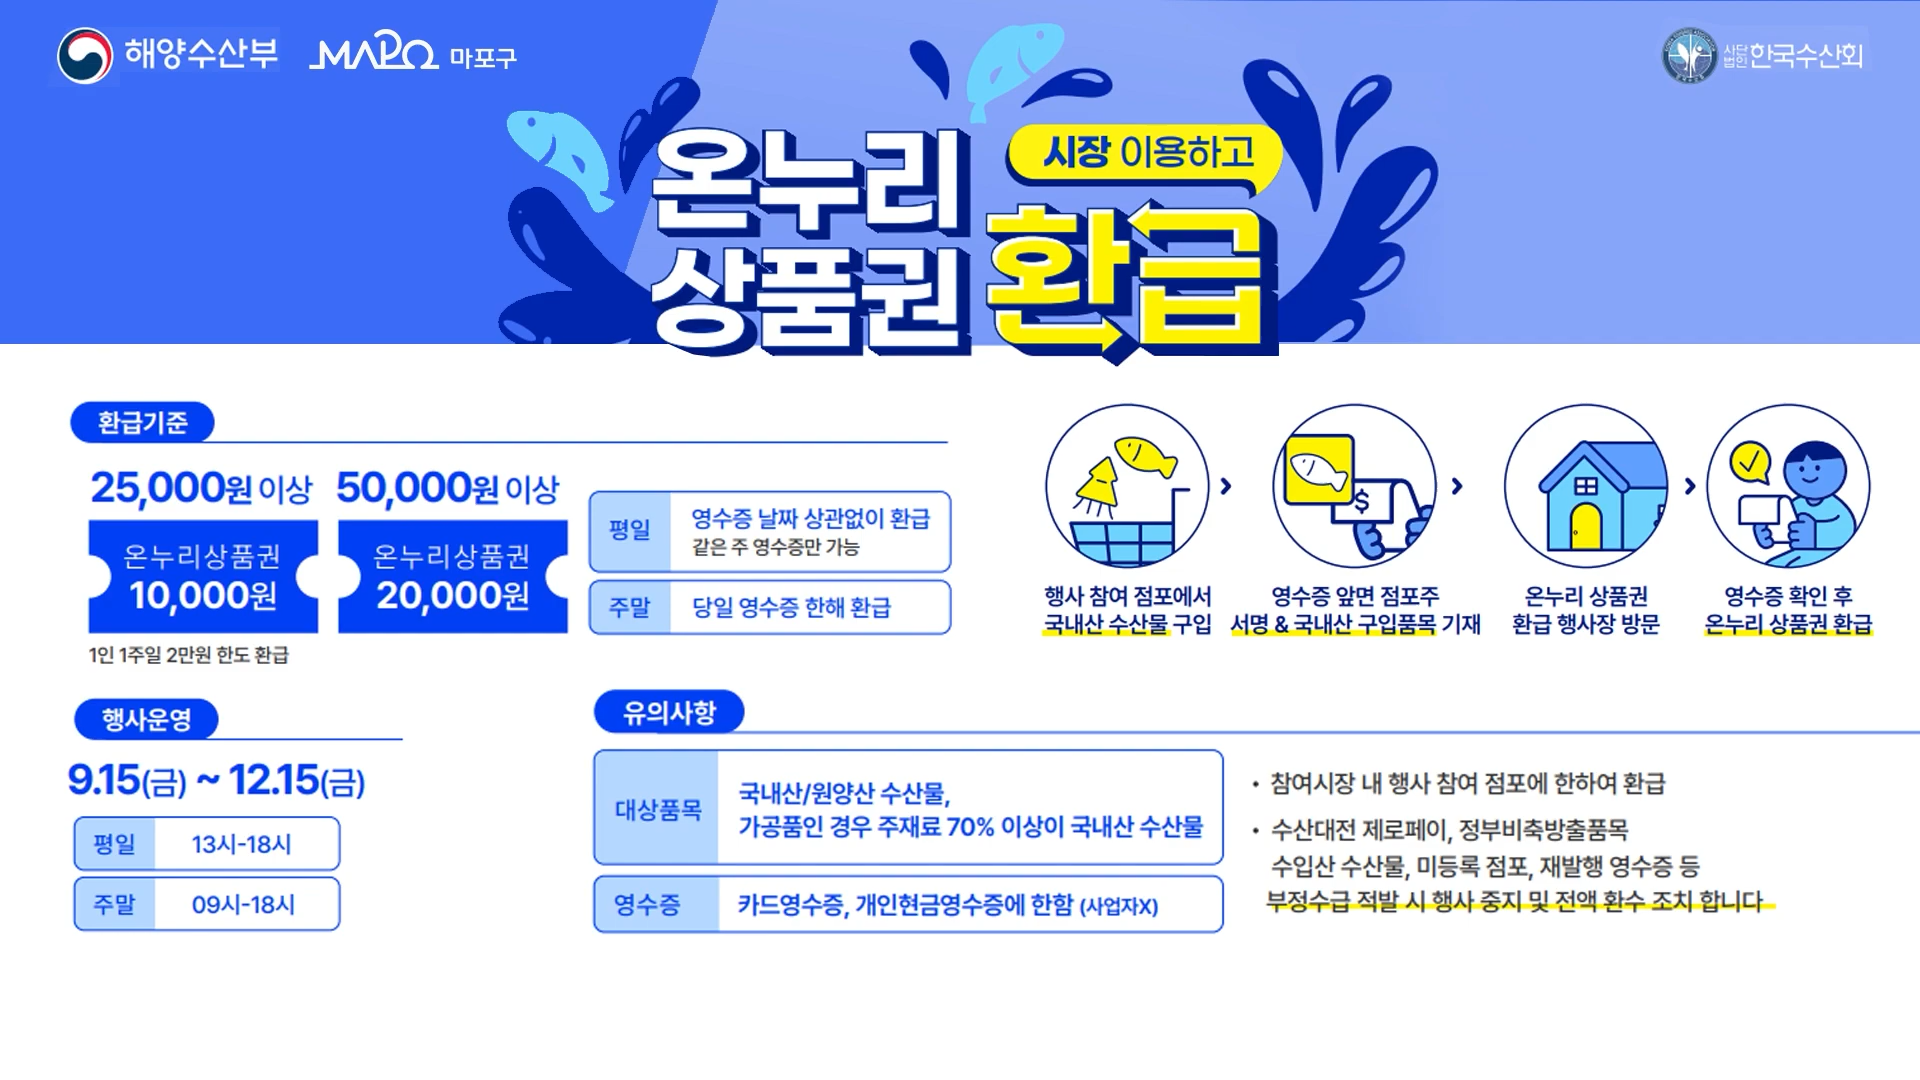 해양수산부
MAPO 마포구
사단법인 한국수산회
시장 이용하고
온누리
상품권
환급
환급기준
25,000원 이상
온누리상품권
10,000원
50,000원 이상
온누리상품권
20,000원
1인 1주일 2만원 한도 환급
평일
영수증 날짜 상관없이 환급
같은 주 영수증만 가능
주말
당일 영수증 한해 환급
$
행사 참여 점포에서
국내산 수산물 구입
영수증 앞면 점포주
서명 & 국내산 구입품목 기재
온누리 상품권
환급 행사장 방문
영수증 확인 후
온누리 상품권 환급
행사운영
9.15(금) ~ 12.15(금)
평일 13시-18시
주말 09시-18시
유의사항
대상품목
국내산/원양산 수산물,
가공품인 경우 주재료 70% 이상이 국내산 수산물
영수증
카드영수증, 개인현금영수증에 한함 (사업자X)
• 참여시장 내 행사 참여 점포에 한하여 환급
• 수산대전 제로페이, 정부비축방출품목
수입산 수산물, 미등록 점포, 재발행 영수증 등
부정수급 적발 시 행사 중지 및 전액 환수 조치 합니다